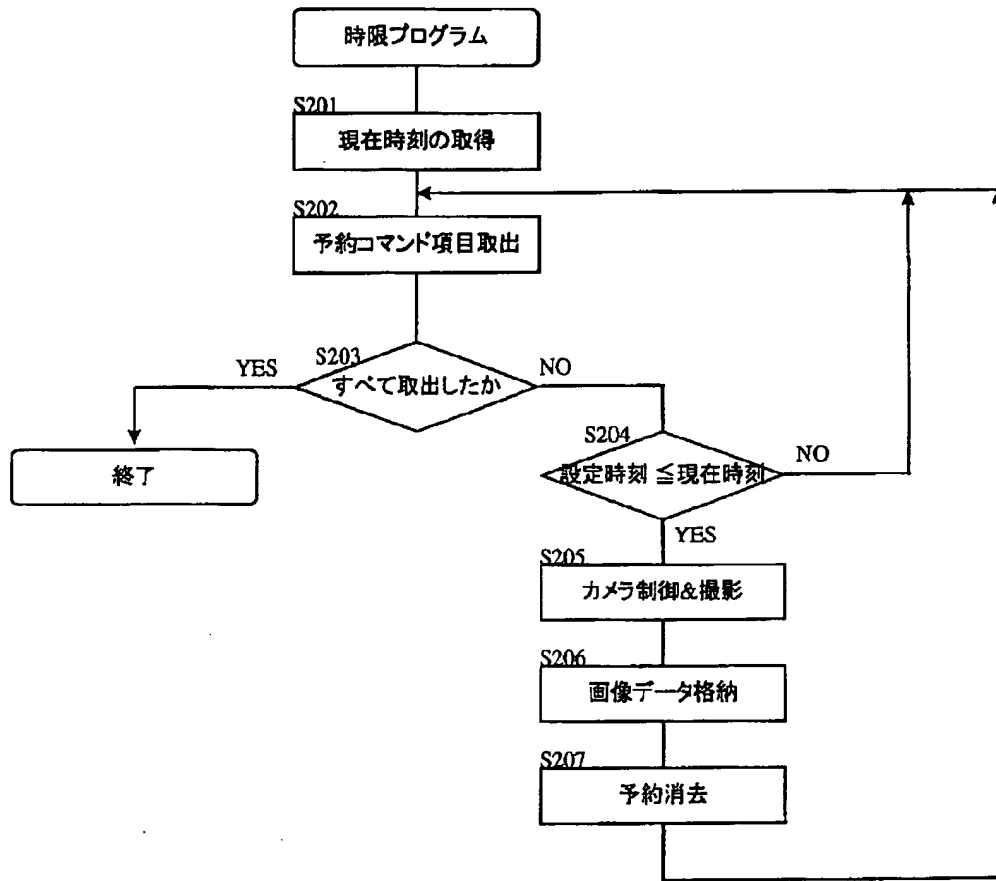 時限プログラム
S201
現在時刻の取得
S202
予約コマンド項目取出
S203
YES
NO
すべて取出したか
終了
S204
NO
設定時刻 ≦現在時刻
YES
S205
カメラ制御&撮影
S206
画像データ格納
S207
予約消去